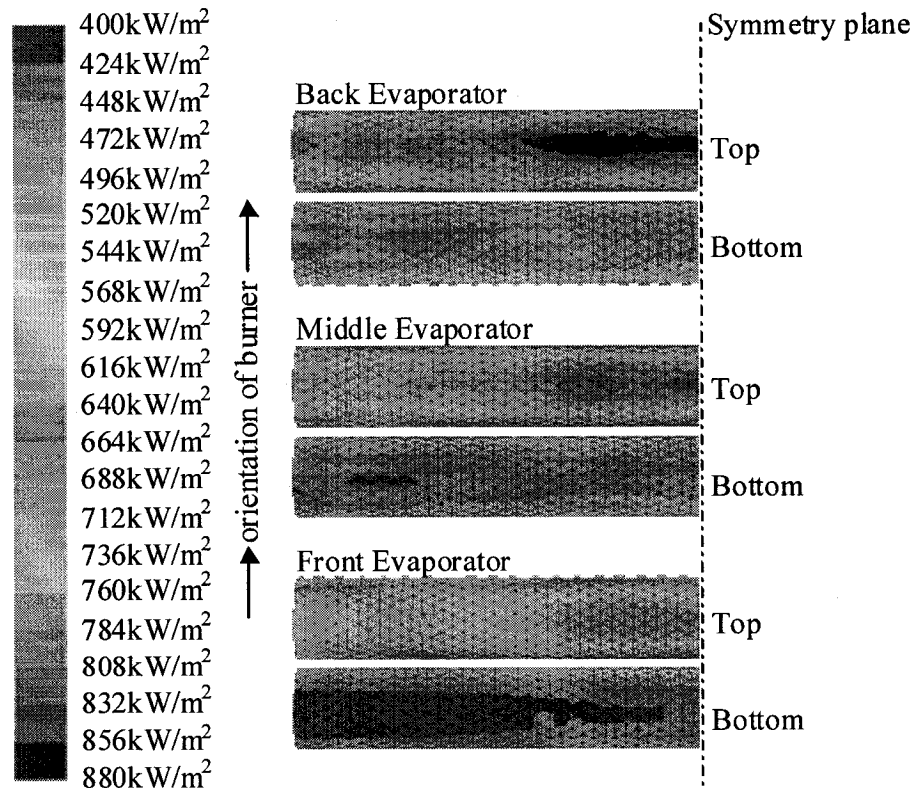 400kW/m²
424kW/m²
448kW/m²
472kW/m²
496kW/m²
520kW/m²
544kW/m²
568kW/m²
592kW/m²
616kW/m²
640kW/m²
664kW/m²
688kW/m²
712kW/m²
736kW/m²
760kW/m²
784kW/m²
808kW/m²
832kW/m²
856kW/m²
880kW/m²
orientation of burner
Symmetry plane
Back Evaporator
Top
Bottom
Middle Evaporator
Top
Bottom
Front Evaporator
Top
Bottom